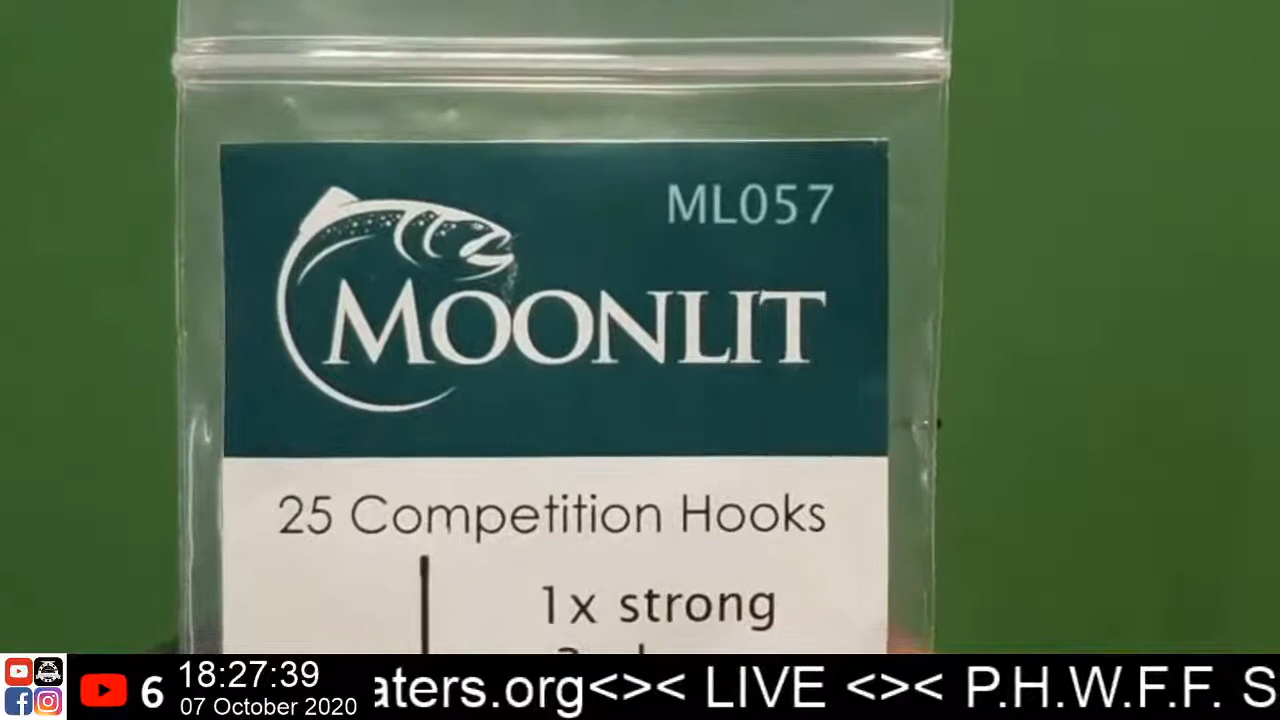 ML057
MOONLIT
25 Competition Hooks
1x strong
6
18:27:39
07 October 2020
aters.org<><  LIVE <><  P.H.W.F.F. S